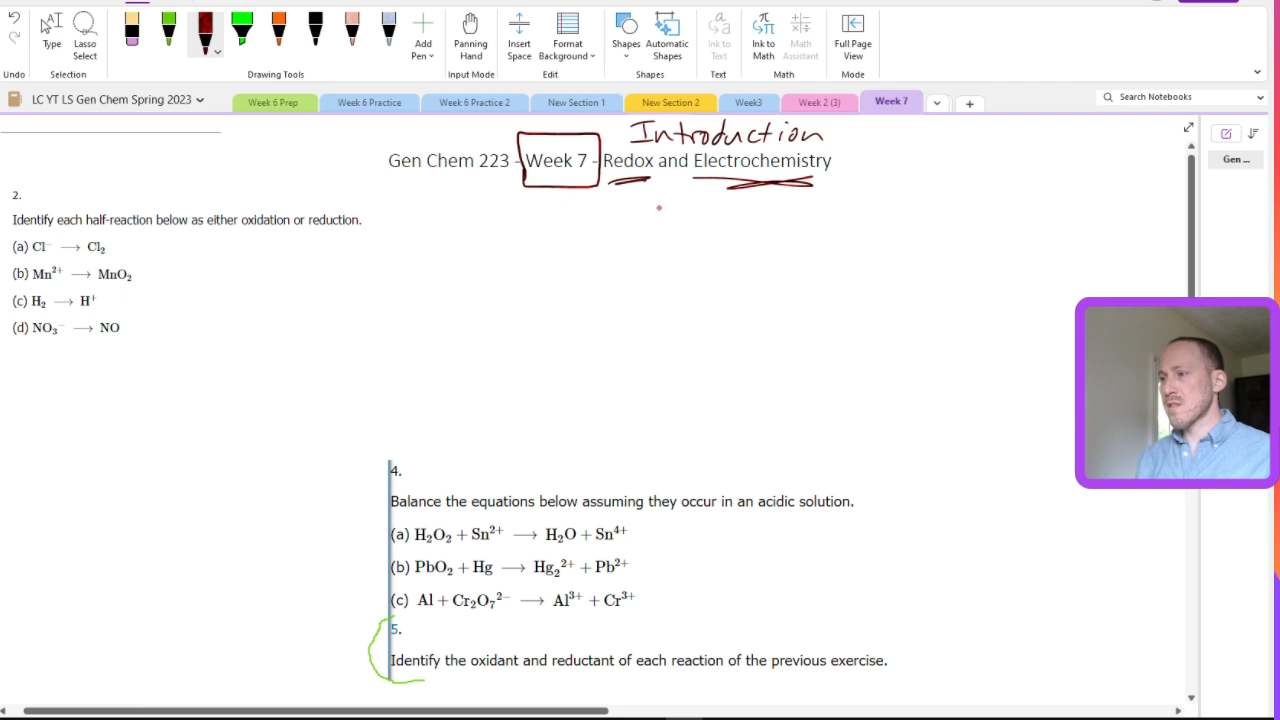 Undo
Type
Lasso Select
Selection
Drawing Tools
Add Pen
Panning Hand
Input Mode
Insert Space
Format Background
Edit
Shapes
Automatic Shapes
Shapes
Ink to Text
Text
Ink to Math
Math Assistant
Math
Full Page View
Mode
LC YT LS Gen Chem Spring 2023
Week 6 Prep
Week 6 Practice
Week 6 Practice 2
New Section 1
New Section 2
Week3
Week 2 (3)
Week 7
Search Notebooks
Gen ...
Introduction
Gen Chem 223 - Week 7 - Redox and Electrochemistry
2.
Identify each half-reaction below as either oxidation or reduction.
(a) Cl⁻ ⟶ Cl₂
(b) Mn²⁺ ⟶ MnO₂
(c) H₂ ⟶ H⁺
(d) NO₃⁻ ⟶ NO
4.
Balance the equations below assuming they occur in an acidic solution.
(a) H₂O₂ + Sn²⁺ ⟶ H₂O + Sn⁴⁺
(b) PbO₂ + Hg ⟶ Hg₂²⁺ + Pb²⁺
(c) Al + Cr₂O₇²⁻ ⟶ Al³⁺ + Cr³⁺
5.
Identify the oxidant and reductant of each reaction of the previous exercise.